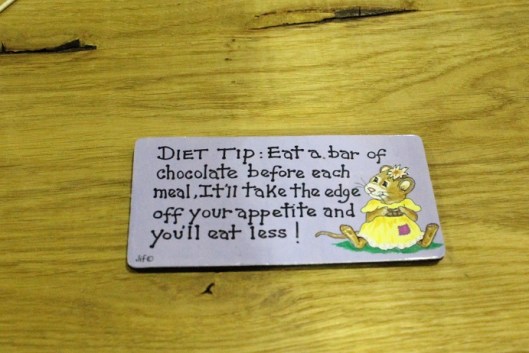 DIET TIP: Eat a bar of
chocolate before each
meal, It'll take the edge
off your appetite and
you'll eat less!